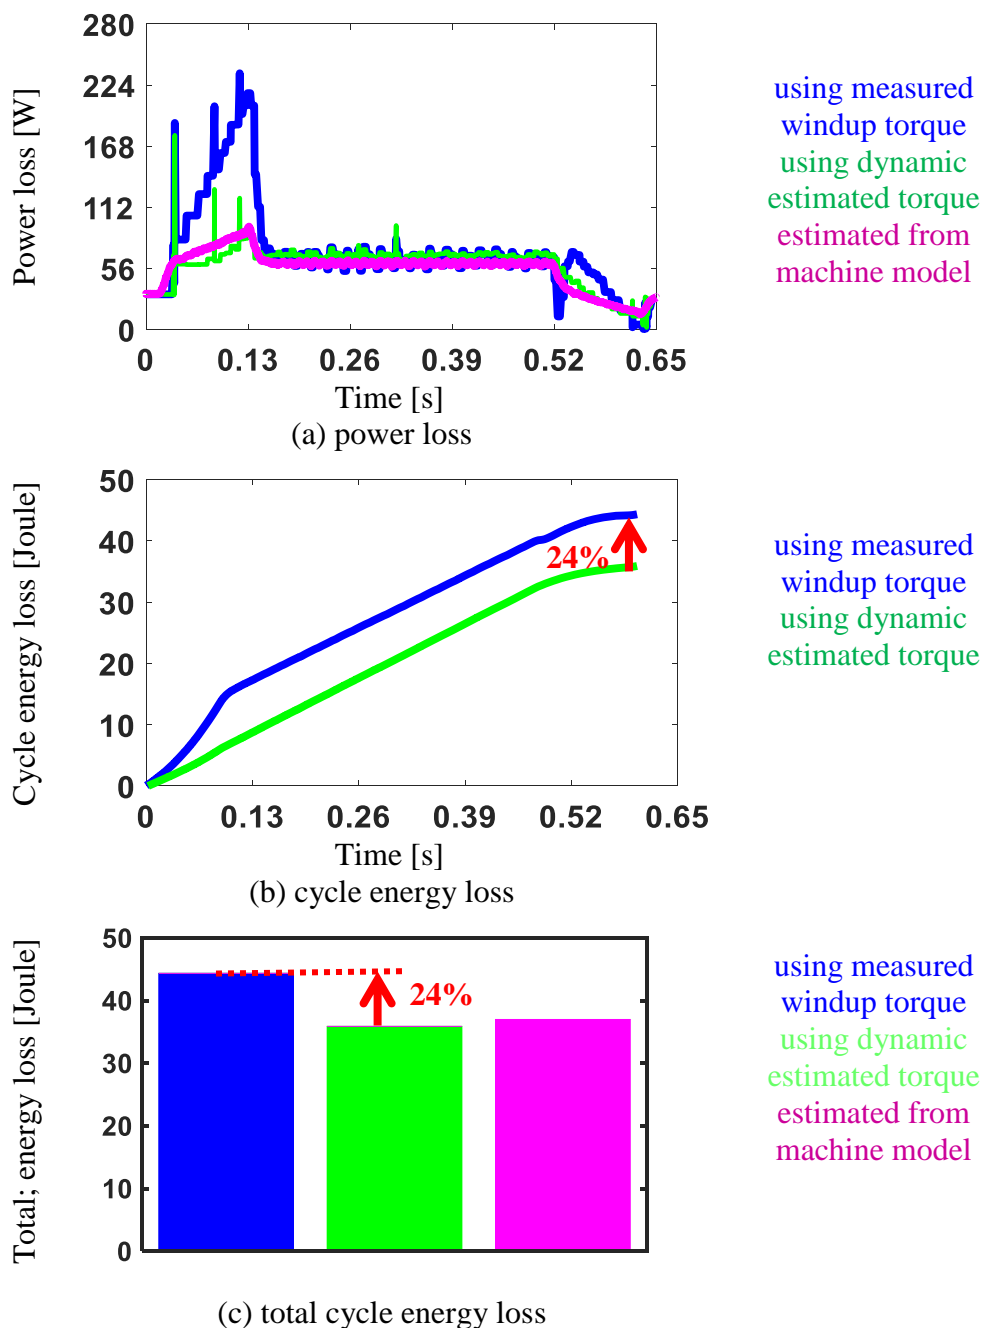 280
224
168
112
56
0
Power loss [W]
0 0.13 0.26 0.39 0.52 0.65
Time [s]
(a) power loss
using measured
windup torque
using dynamic
estimated torque
estimated from
machine model
50
40
30
20
10
0
Cycle energy loss [Joule]
24%
0 0.13 0.26 0.39 0.52 0.65
Time [s]
(b) cycle energy loss
using measured
windup torque
using dynamic
estimated torque
50
40
30
20
10
0
Total; energy loss [Joule]
24%
(c) total cycle energy loss
using measured
windup torque
using dynamic
estimated torque
estimated from
machine model